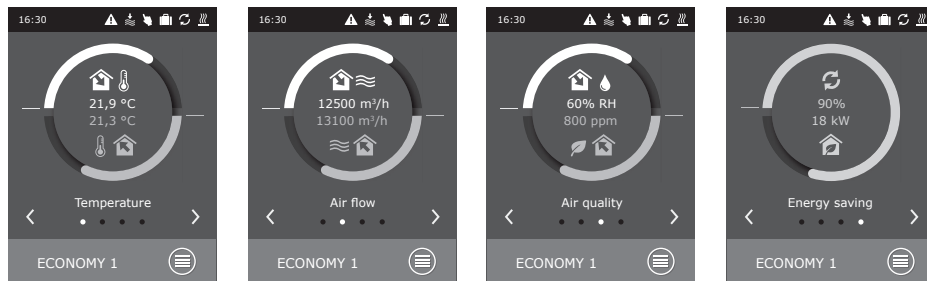 16:30
21,9 °C
21,3 °C
Temperature
ECONOMY 1
16:30
12500 m³/h
13100 m³/h
Air flow
ECONOMY 1
16:30
60% RH
800 ppm
Air quality
ECONOMY 1
16:30
90%
18 kW
Energy saving
ECONOMY 1